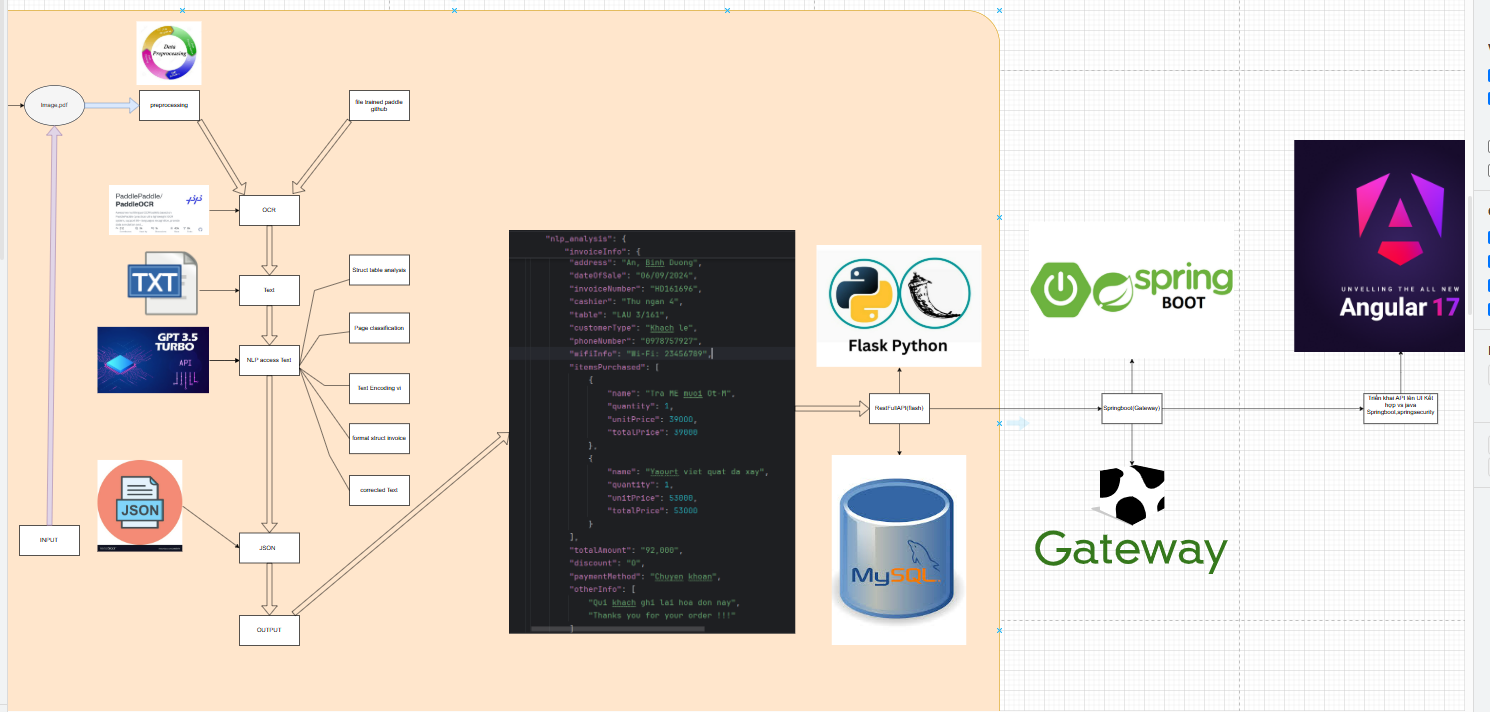 Data
Preprocessing
Image.pdf
preprocessing
file trained paddle
github
PaddlePaddle/
PaddleOCR
OCR
TXT
Text
Struct table analysis
GPT 3.5
TURBO
API
NLP access Text
Page classification
Text Encoding vi
formal struct invoice
corrected Text
JSON
INPUT
JSON
OUTPUT
"nlp_analysis": {
"invoiceInfo": {
"address": "An, Binh Duong",
"dateOfSale": "06/09/2024",
"invoiceNumber": "HD161696",
"cashier": "Thu ngan 4",
"table": "LAU 3/161",
"customerType": "Khach le",
"phoneNumber": "0978757927",
"wifiInfo": "Wi-Fi: 23456789",
"itemsPurchased": [
{
"name": "Tra ME muoi Ot-M",
"quantity": 1,
"unitPrice": 39000,
"totalPrice": 39000
},
{
"name": "Yaourt viet quat da xay",
"quantity": 1,
"unitPrice": 53000,
"totalPrice": 53000
}
],
"totalAmount": "92,000",
"discount": "0",
"paymentMethod": "Chuyen khoan",
"otherInfo": [
"Qui khach ghi lai hoa don nay",
"Thanks you for your order !!!"
]
Flask Python
RestFullAPI(flash)
MySQL
spring
BOOT
Springbool(Gateway)
Gateway
UNVEILLING THE ALL NEW
Angular 17
Triển khai API lên UI Kết
hợp vs java
Springbool,springsecurity